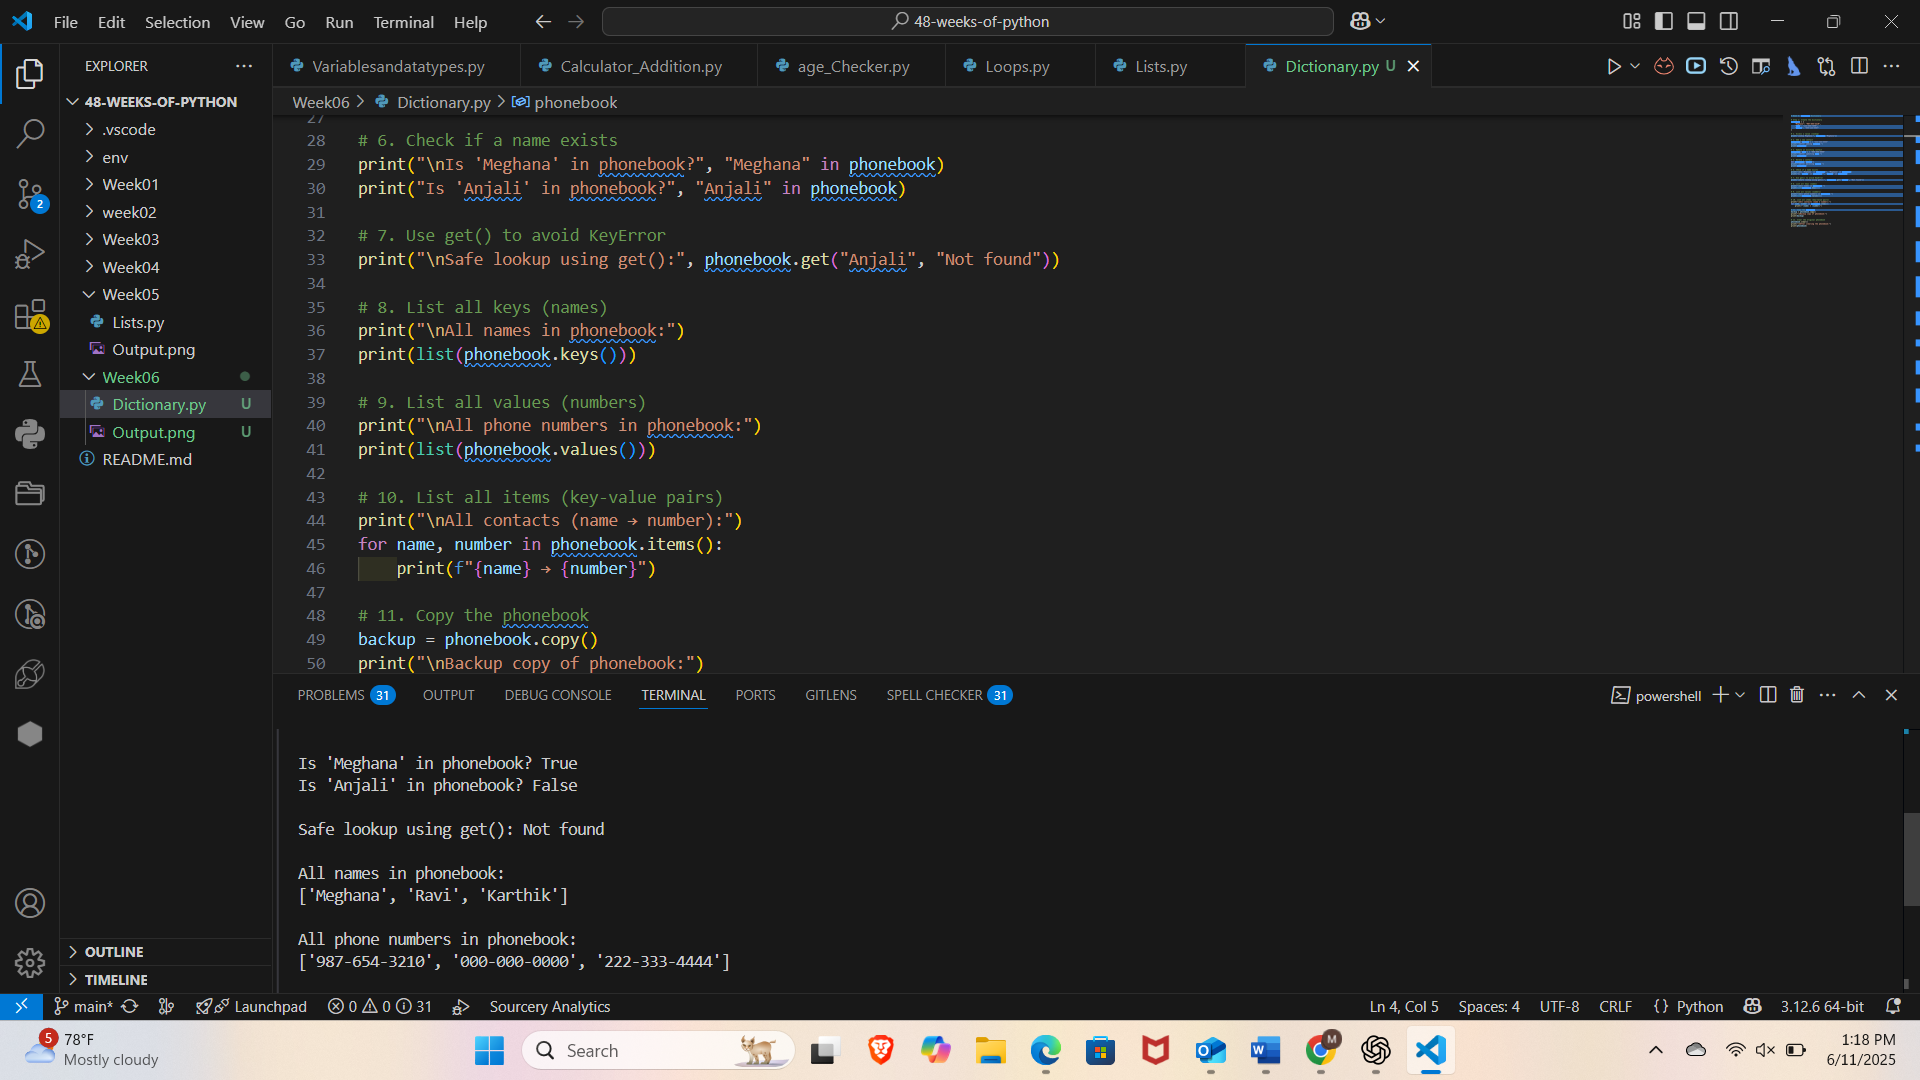 File Edit Selection View Go Run Terminal Help
48-weeks-of-python
EXPLORER
48-WEEKS-OF-PYTHON
.vscode
env
Week01
week02
Week03
Week04
Week05
Lists.py
Output.png
Week06
Dictionary.py U
Output.png U
README.md
OUTLINE
TIMELINE
2
Variablesandatatypes.py Calculator_Addition.py age_Checker.py Loops.py Lists.py Dictionary.py U
Week06 > Dictionary.py > phonebook
27
28 # 6. Check if a name exists
29 print("\nIs 'Meghana' in phonebook?", "Meghana" in phonebook)
30 print("Is 'Anjali' in phonebook?", "Anjali" in phonebook)
31
32 # 7. Use get() to avoid KeyError
33 print("\nSafe lookup using get():", phonebook.get("Anjali", "Not found"))
34
35 # 8. List all keys (names)
36 print("\nAll names in phonebook:")
37 print(list(phonebook.keys()))
38
39 # 9. List all values (numbers)
40 print("\nAll phone numbers in phonebook:")
41 print(list(phonebook.values()))
42
43 # 10. List all items (key-value pairs)
44 print("\nAll contacts (name → number):")
45 for name, number in phonebook.items():
46     print(f"{name} → {number}")
47
48 # 11. Copy the phonebook
49 backup = phonebook.copy()
50 print("\nBackup copy of phonebook:")
PROBLEMS 31 OUTPUT DEBUG CONSOLE TERMINAL PORTS GITLENS SPELL CHECKER 31
powershell
Is 'Meghana' in phonebook? True
Is 'Anjali' in phonebook? False
Safe lookup using get(): Not found
All names in phonebook:
['Meghana', 'Ravi', 'Karthik']
All phone numbers in phonebook:
['987-654-3210', '000-000-0000', '222-333-4444']
main* Launchpad 0 0 31 Sourcery Analytics
Ln 4, Col 5 Spaces: 4 UTF-8 CRLF {} Python 3.12.6 64-bit
5
78°F
Mostly cloudy
Search
M
1:18 PM
6/11/2025